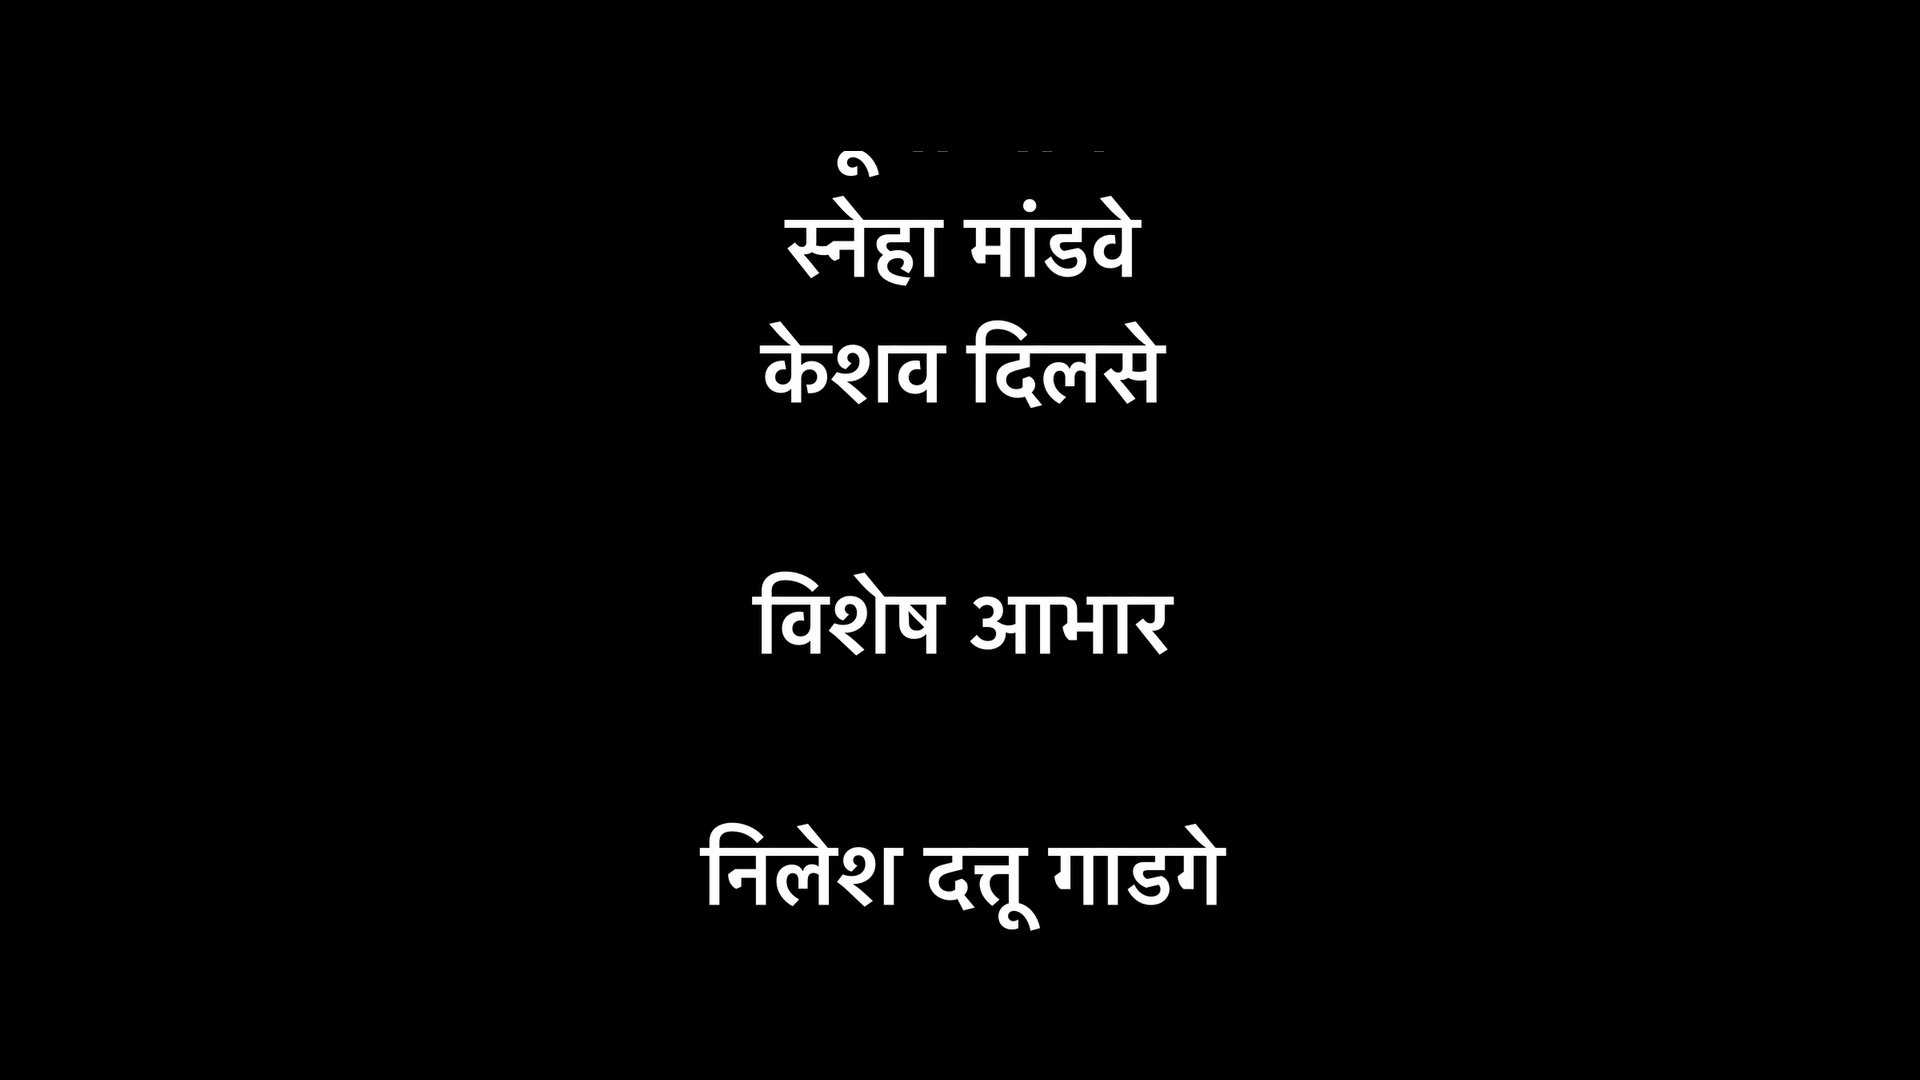 स्नेहा मांडवे
केशव दिलसे
विशेष आभार
निलेश दत्तू गाडगे